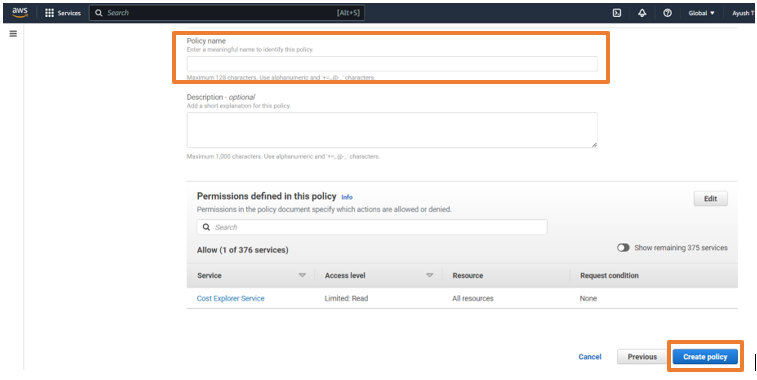 aws Services Search [Alt+S] Global Ayush T
Policy name
Enter a meaningful name to identify this policy.
Maximum 128 characters. Use alphanumeric and '+=,.@-_' characters.
Description - optional
Add a short explanation for this policy.
Maximum 1,000 characters. Use alphanumeric and '+=,.@-_' characters.
Permissions defined in this policy Info
Edit
Permissions in the policy document specify which actions are allowed or denied.
Search
Allow (1 of 376 services) Show remaining 375 services
Service Access level Resource Request condition
Cost Explorer Service Limited: Read All resources None
Cancel Previous Create policy